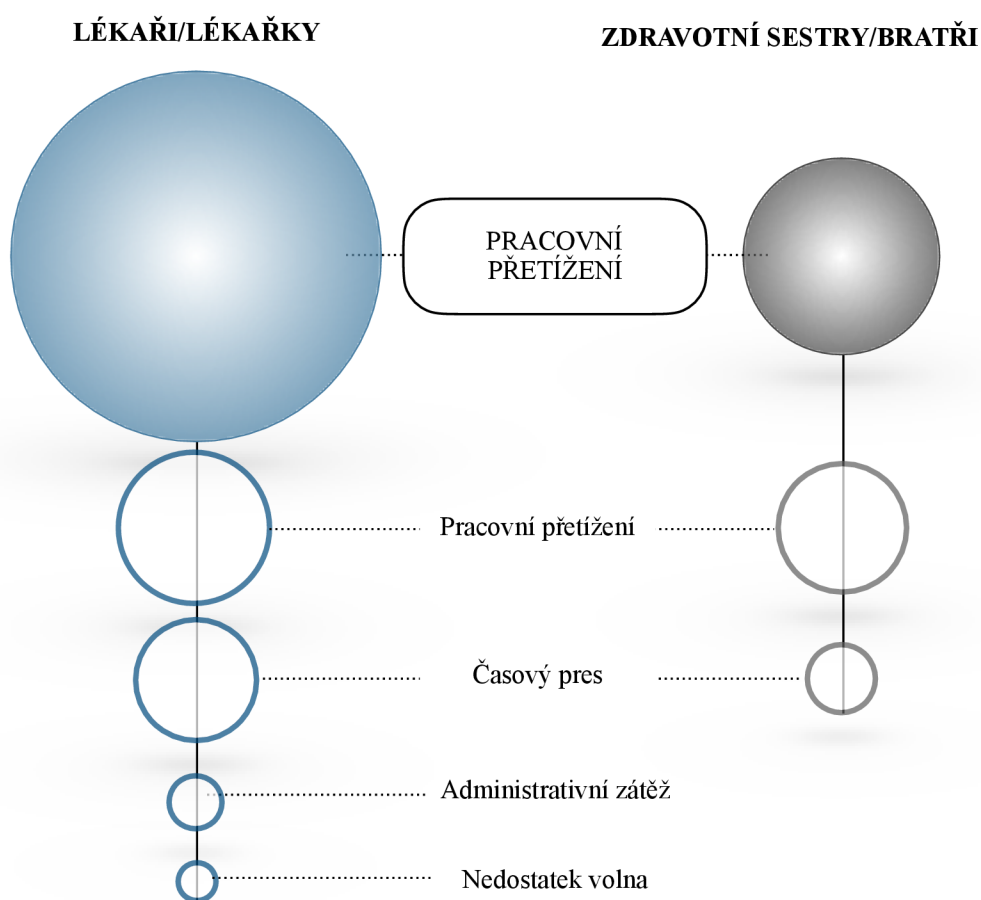 LÉKAŘI/LÉKAŘKY
ZDRAVOTNÍ SESTRY/BRATŘI
PRACOVNÍ
PŘETÍŽENÍ
Pracovní přetížení
Časový pres
Administrativní zátěž
Nedostatek volna